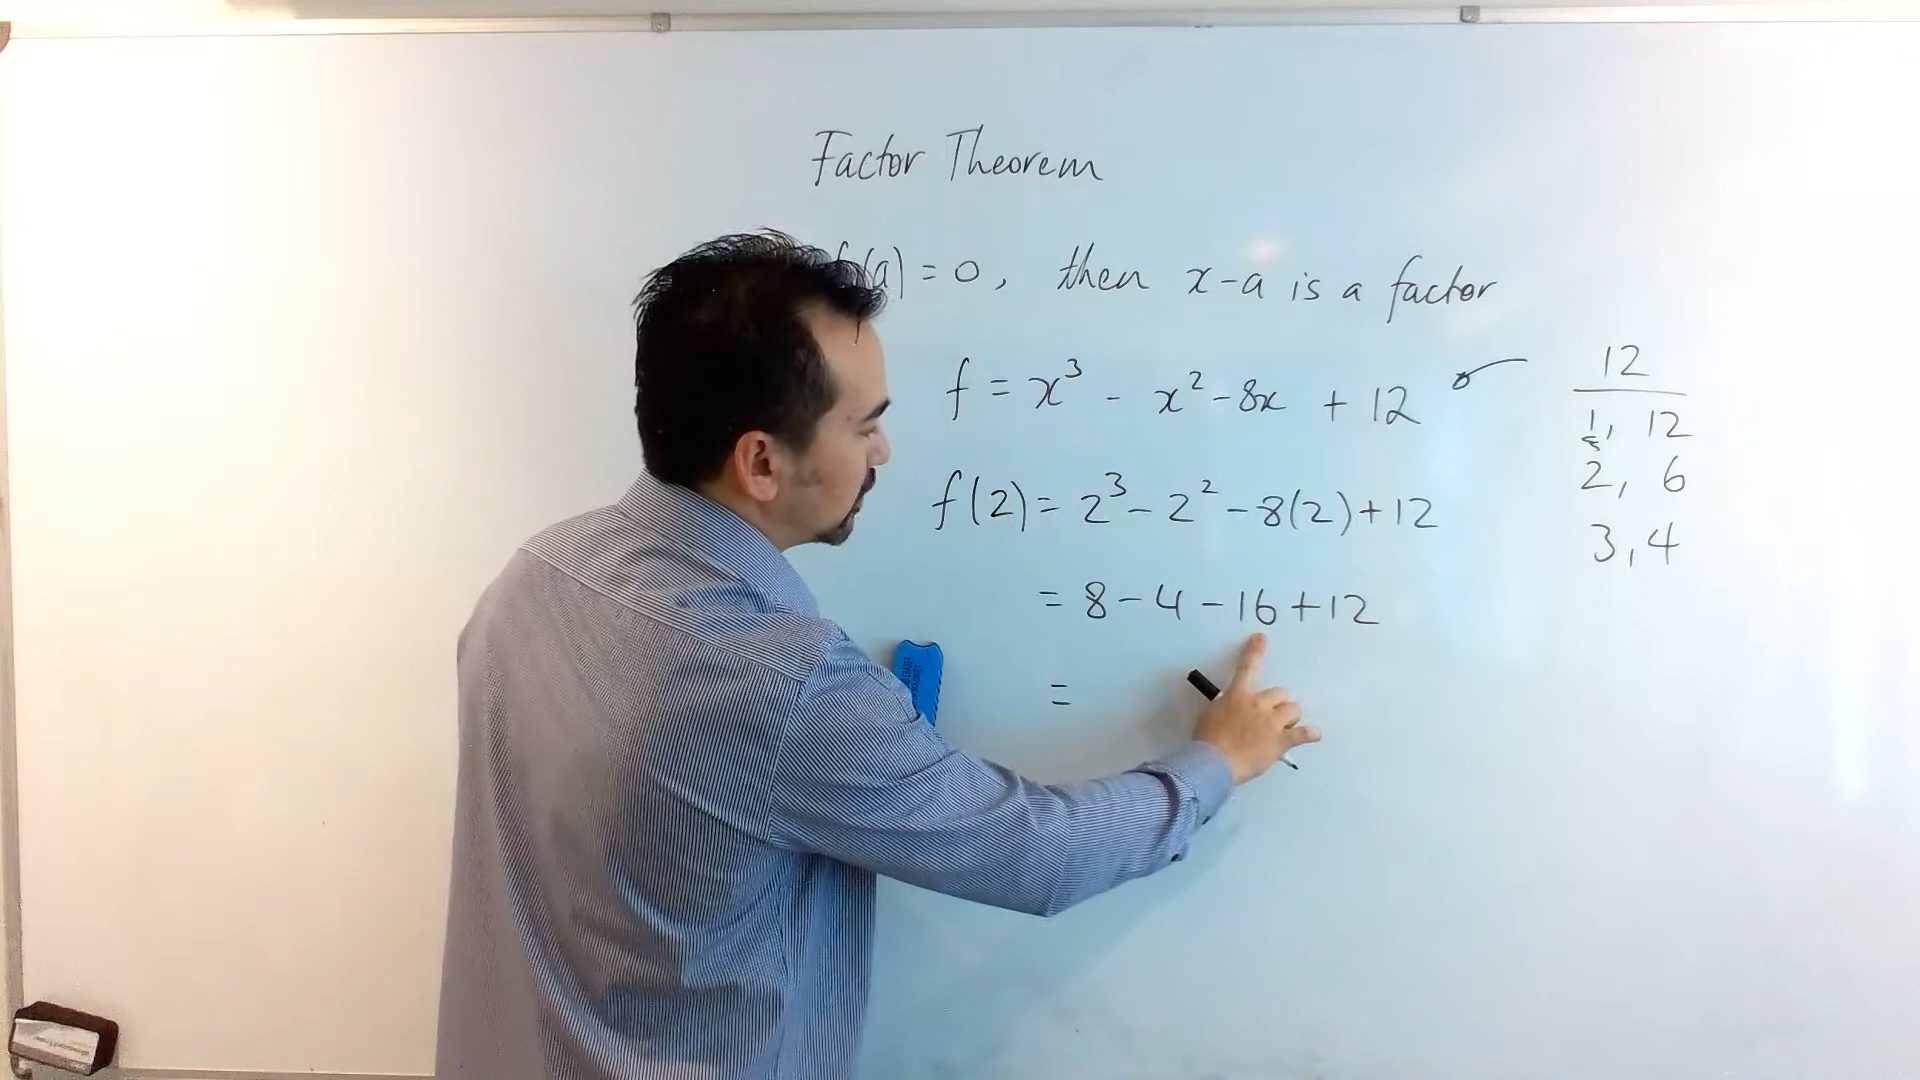 Factor Theorem
f(a) = 0, then x-a is a factor
f = x³ - x² - 8x + 12
f(2) = 2³ - 2² - 8(2) + 12
= 8 - 4 - 16 + 12
=
12
1, 12
2, 6
3, 4